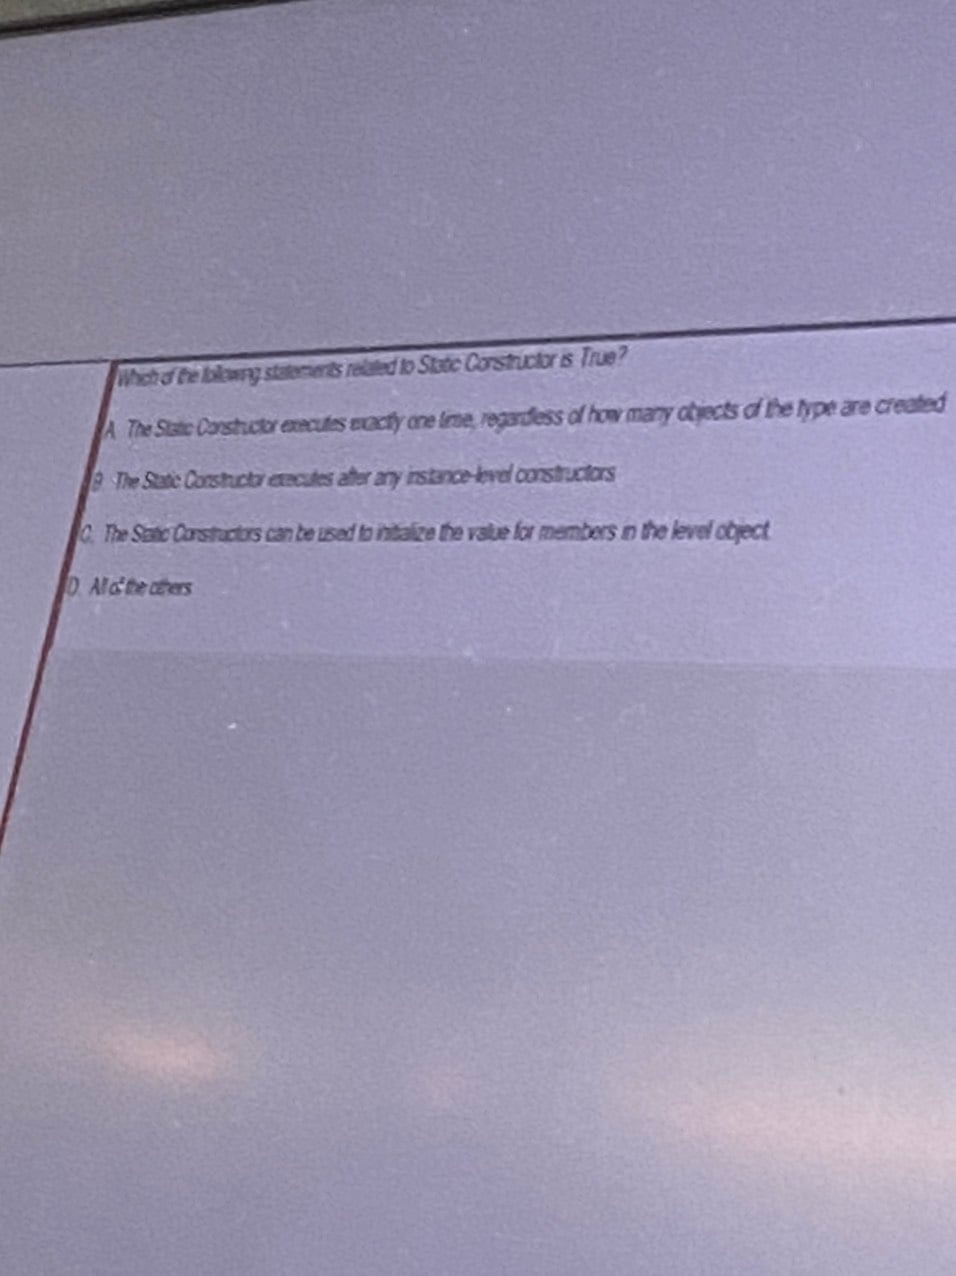 Which of the following statements related to Static Constructor is True?
A. The Static Constructor executes exactly one time, regardless of how many objects of the type are created
B. The Static Constructor executes after any instance-level constructors
C. The Static Constructors can be used to initialize the value for members in the level object
D. All of the others